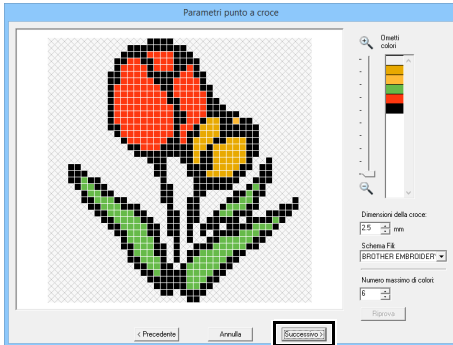 Parametri punto a croce
Ometti
colori
Dimensioni della croce:
2.5 mm
Schema Fili:
BROTHER EMBROIDERY
Numero massimo di colori:
6
Riprova
< Precedente
Annulla
Successivo >